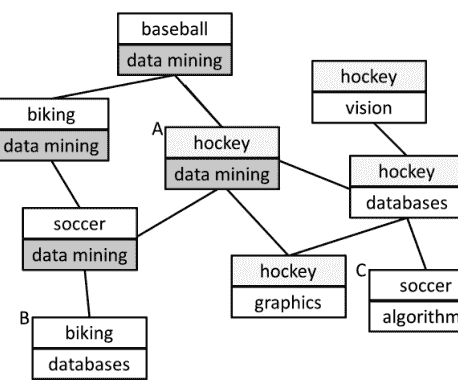 baseball
data mining
hockey
vision
biking
data mining
A
hockey
data mining
hockey
databases
soccer
data mining
hockey
graphics
C
soccer
algorithm
B
biking
databases